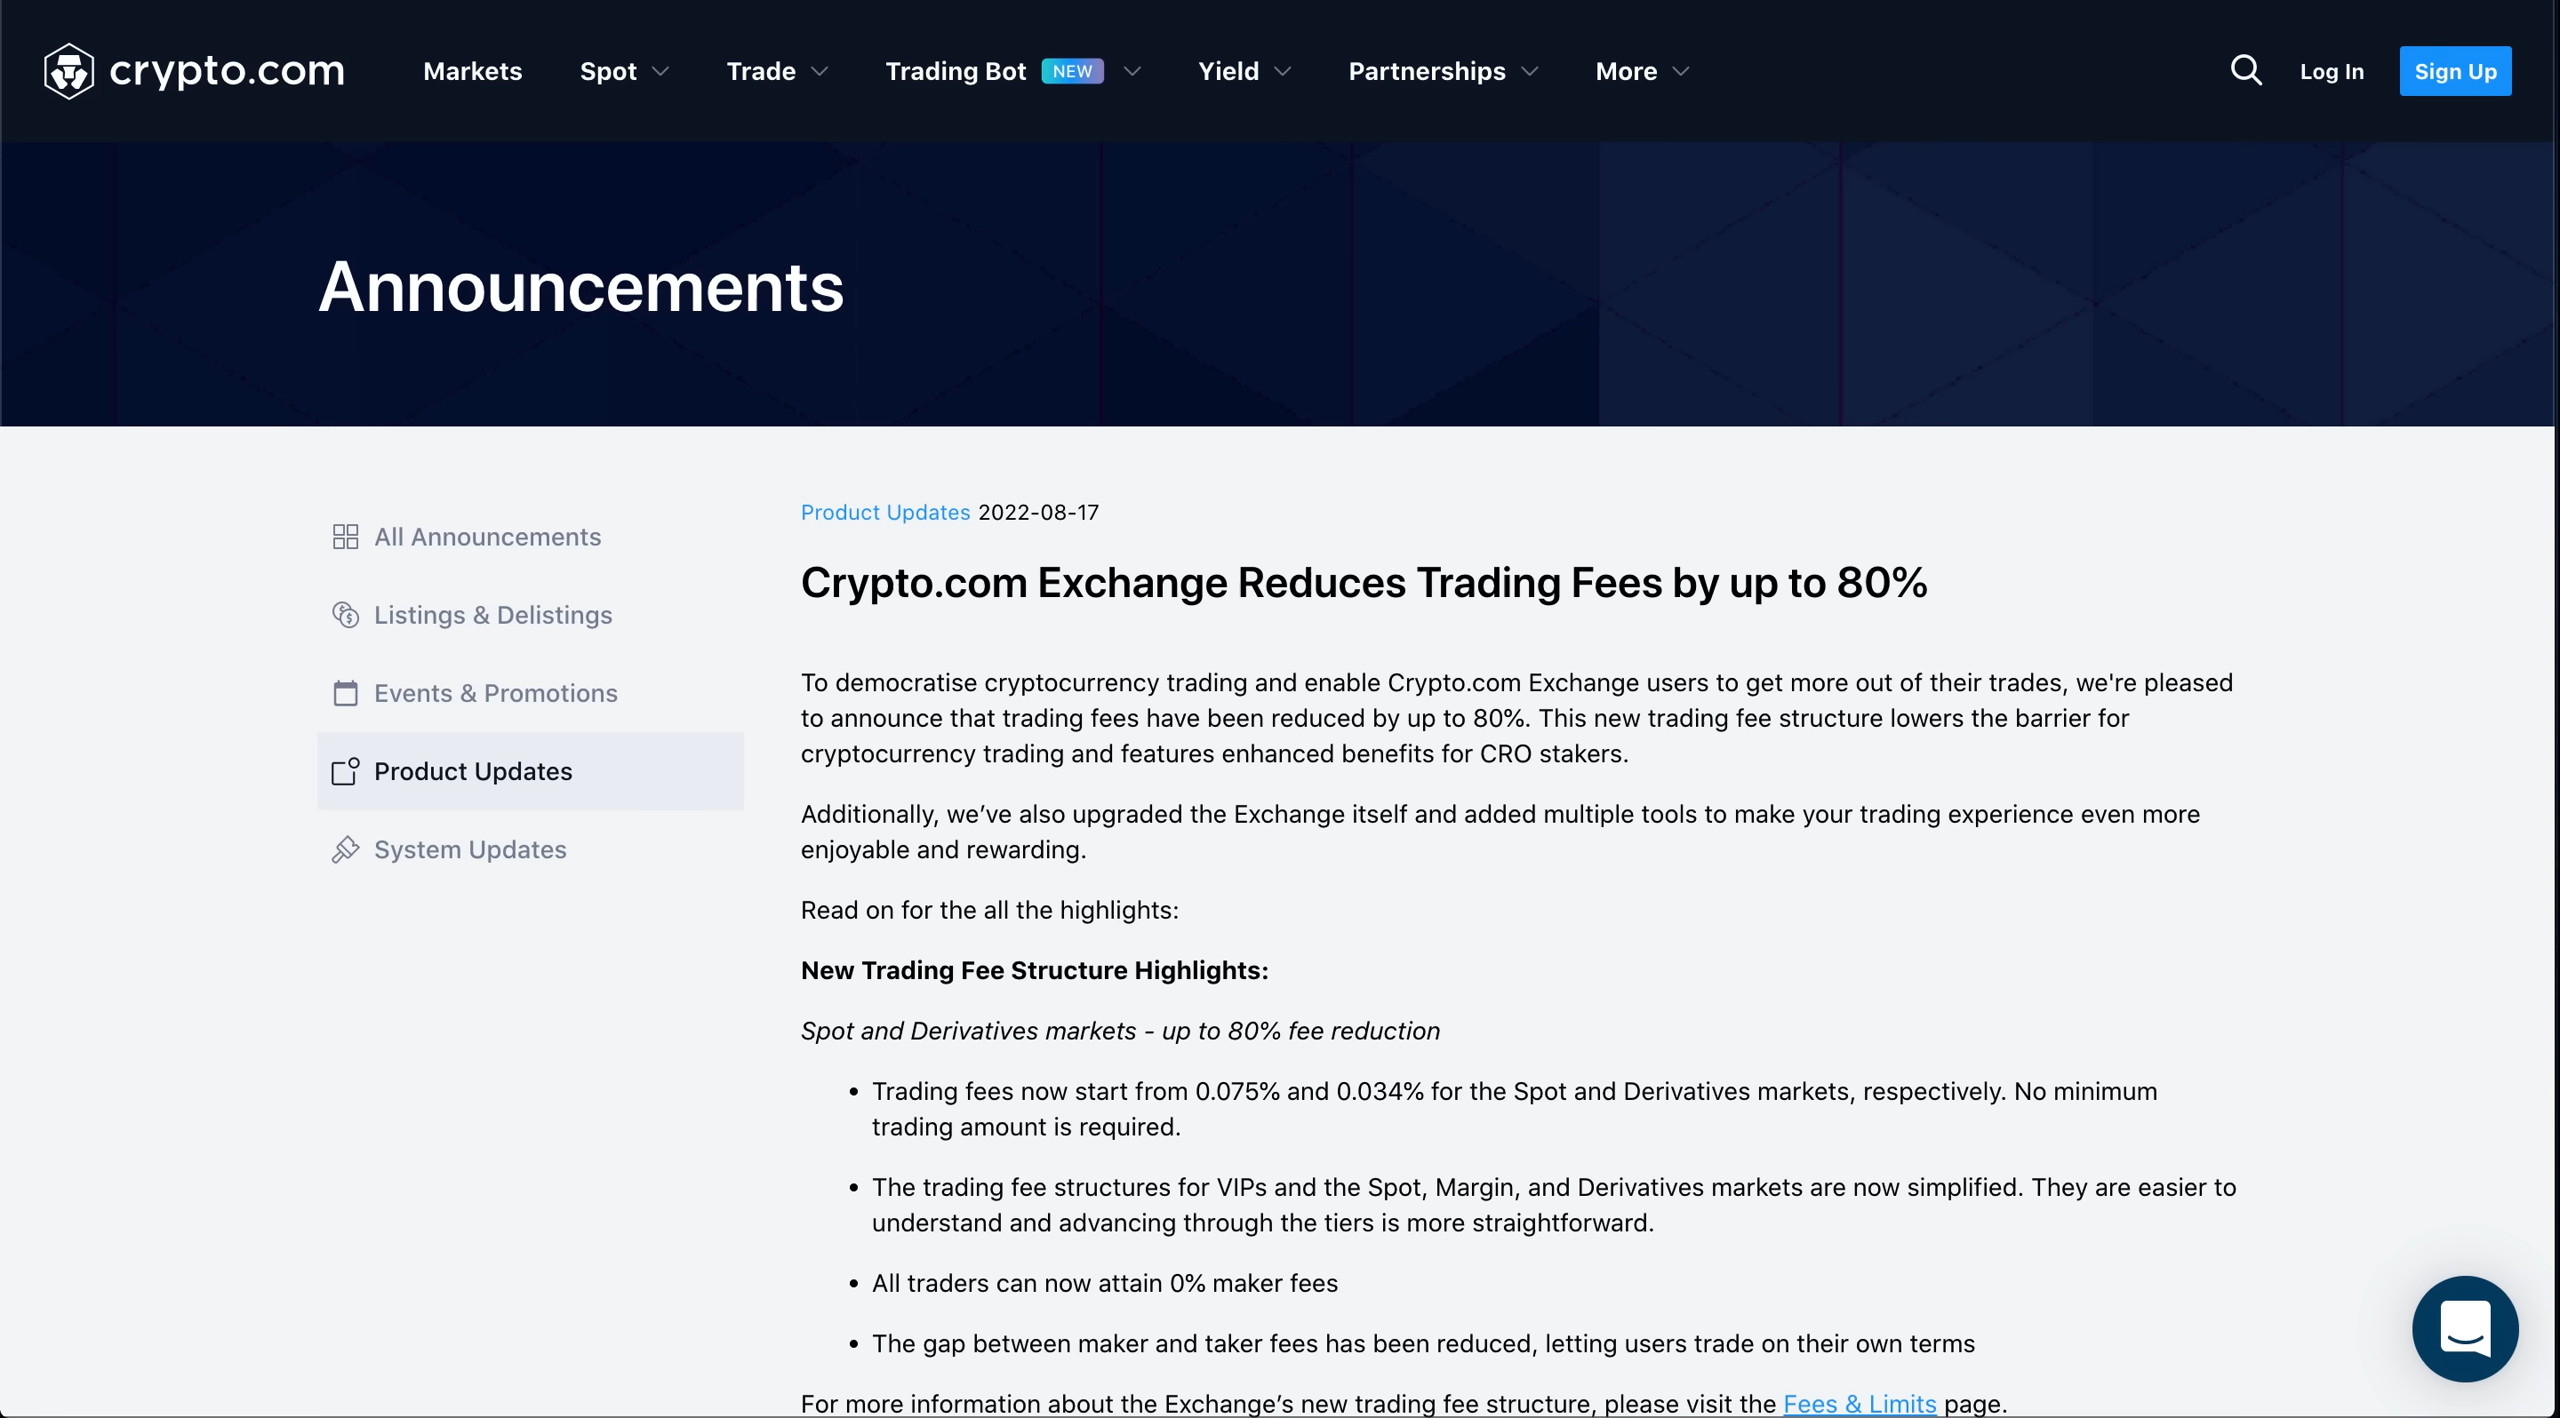 crypto.com Markets Spot Trade Trading Bot NEW Yield Partnerships More Log In Sign Up
Announcements
All Announcements
Listings & Delistings
Events & Promotions
Product Updates
System Updates
Product Updates 2022-08-17
Crypto.com Exchange Reduces Trading Fees by up to 80%
To democratise cryptocurrency trading and enable Crypto.com Exchange users to get more out of their trades, we're pleased
to announce that trading fees have been reduced by up to 80%. This new trading fee structure lowers the barrier for
cryptocurrency trading and features enhanced benefits for CRO stakers.
Additionally, we’ve also upgraded the Exchange itself and added multiple tools to make your trading experience even more
enjoyable and rewarding.
Read on for the all the highlights:
New Trading Fee Structure Highlights:
Spot and Derivatives markets - up to 80% fee reduction
• Trading fees now start from 0.075% and 0.034% for the Spot and Derivatives markets, respectively. No minimum
trading amount is required.
• The trading fee structures for VIPs and the Spot, Margin, and Derivatives markets are now simplified. They are easier to
understand and advancing through the tiers is more straightforward.
• All traders can now attain 0% maker fees
• The gap between maker and taker fees has been reduced, letting users trade on their own terms
For more information about the Exchange’s new trading fee structure, please visit the Fees & Limits page.